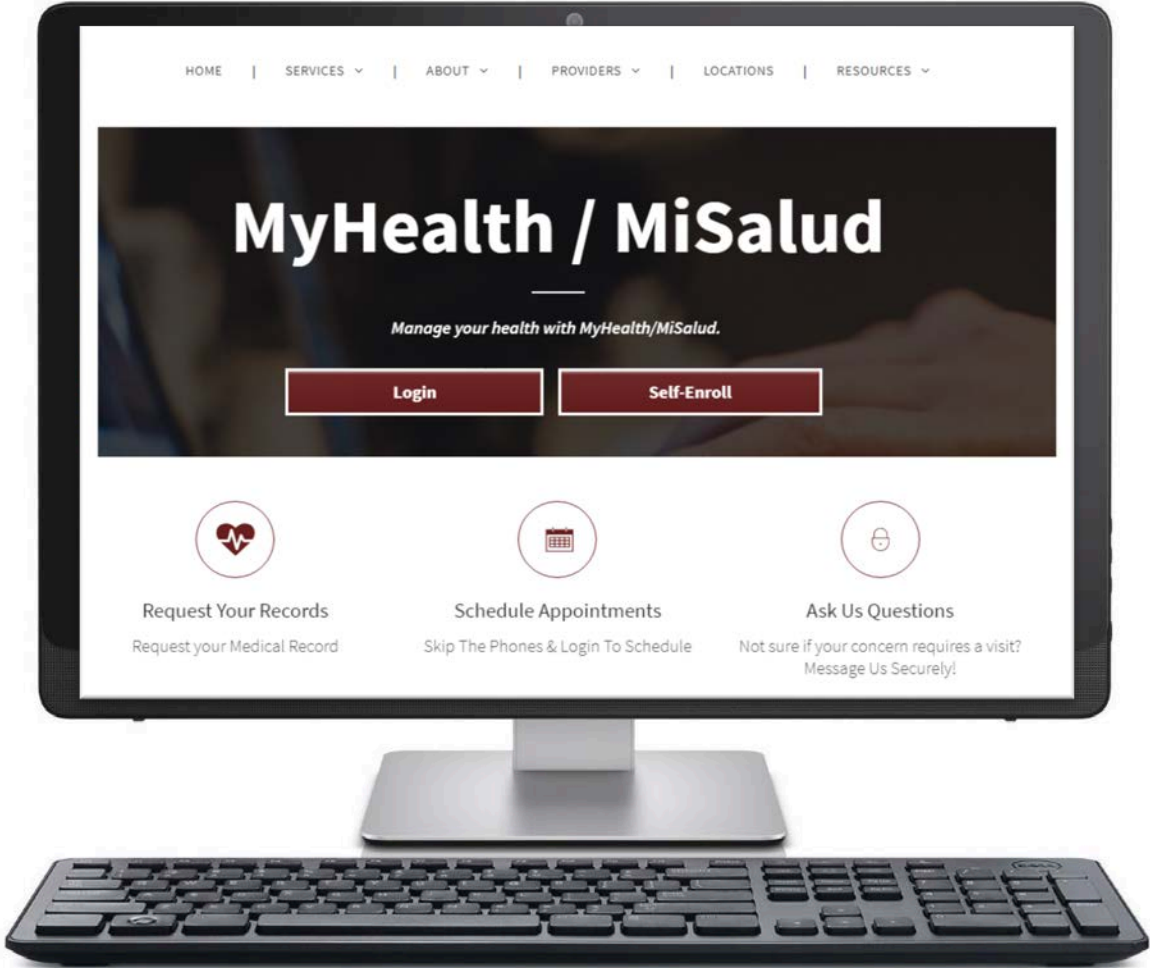 HOME | SERVICES | ABOUT | PROVIDERS | LOCATIONS | RESOURCES
MyHealth / MiSalud
Manage your health with MyHealth/MiSalud.
Login Self-Enroll
Request Your Records Schedule Appointments Ask Us Questions
Request your Medical Record Skip The Phones & Login To Schedule Not sure if your concern requires a visit?
Message Us Securely!